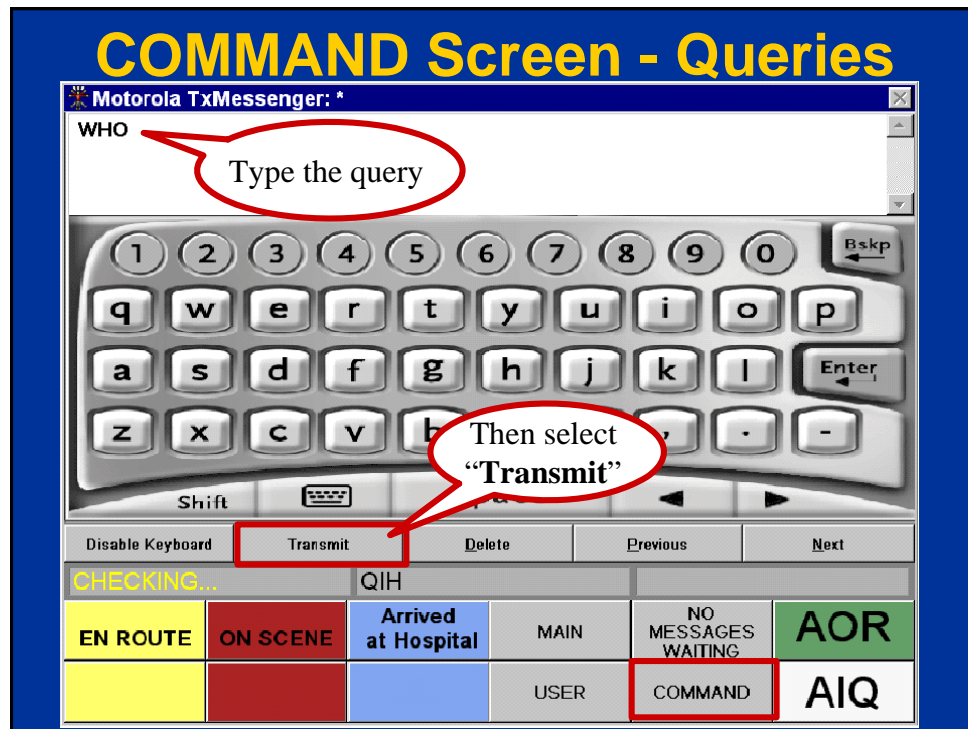 COMMAND Screen - Queries
Motorola TxMessenger: *
WHO
Type the query
1 2 3 4 5 6 7 8 9 0 Bskp
q w e r t y u i o p
a s d f g h j k l Enter
z x c v b , . -
Then select
“Transmit”
Shift
Disable Keyboard Transmit Delete Previous Next
CHECKING... QIH
EN ROUTE ON SCENE Arrived at Hospital MAIN NO MESSAGES WAITING AOR
USER COMMAND AIQ